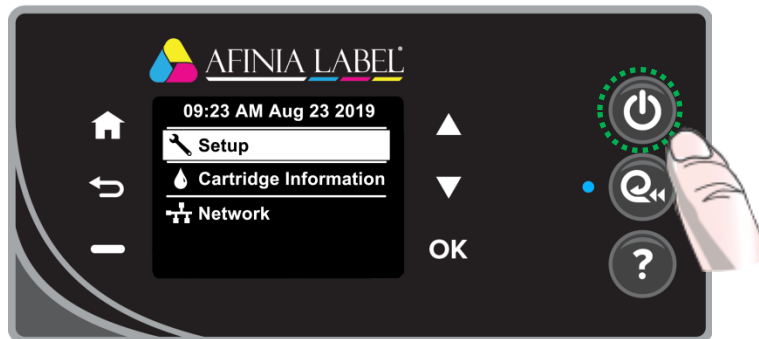 AFINIA LABEL
09:23 AM Aug 23 2019
Setup
Cartridge Information
Network
OK
?